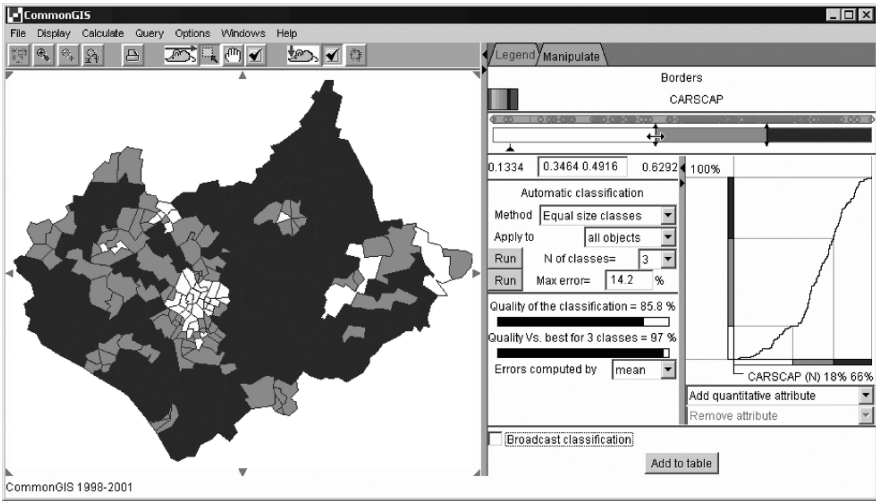 CommonGIS
File Display Calculate Query Options Windows Help
Legend Manipulate
Borders
CARSCAP
0.1334 0.3464 0.4916 0.6292
100%
Automatic classification
Method Equal size classes
Apply to all objects
Run N of classes= 3
Run Max error= 14.2 %
Quality of the classification = 85.8 %
Quality Vs. best for 3 classes = 97 %
Errors computed by mean
CARSCAP (N) 18% 66%
Add quantitative attribute
Remove attribute
Broadcast classification
Add to table
CommonGIS 1998-2001